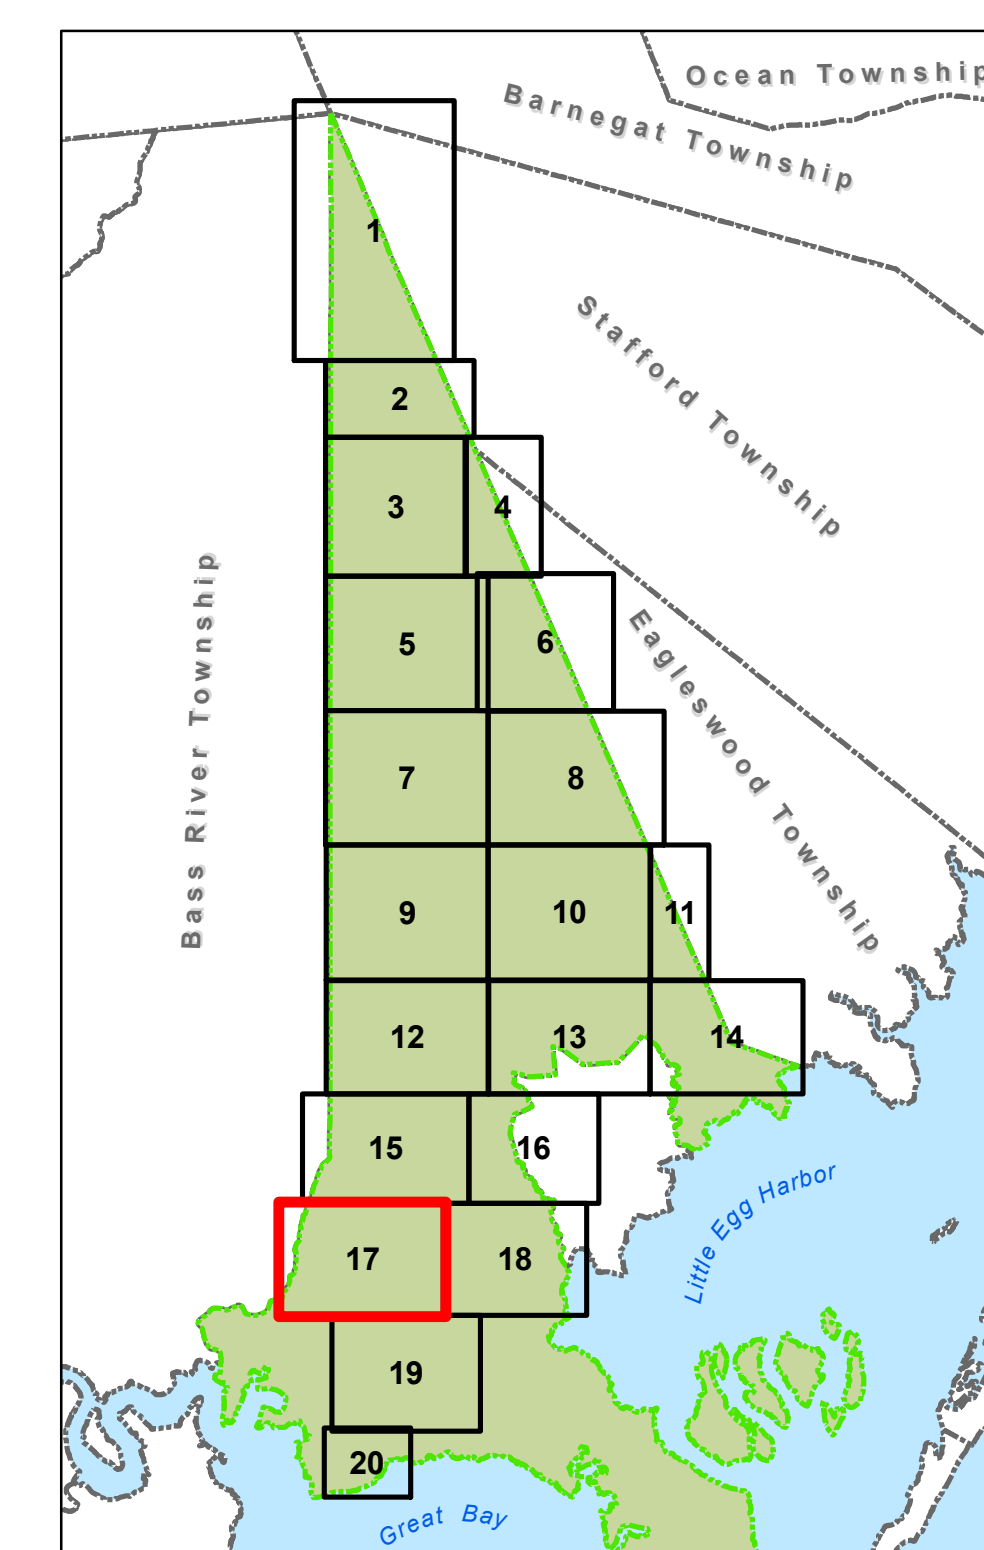 Ocean Township
Barnegat Township
1
Stafford Township
2
3
4
Bass River Township
5
6
Eagleswood Township
7
8
9
10
11
12
13
14
15
16
Little Egg Harbor
17
18
19
20
Great Bay